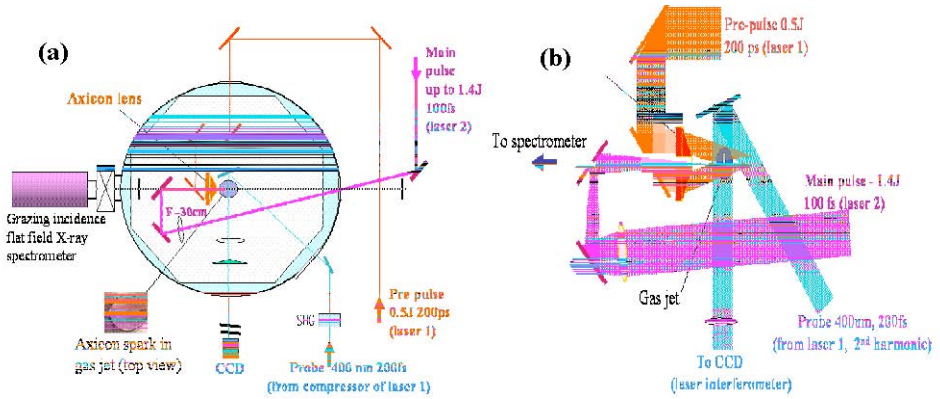 (a)
Main
pulse
up to 1.4J
100fs
(laser 2)
Axicon lens
F=30cm
Grazing incidence
flat field X-ray
spectrometer
Axicon spark in
gas jet (top view)
CCD
SHG
Pre pulse
0.5J 200ps
(laser 1)
Probe 400 nm 200fs
(from compressor of laser 1)
(b)
Pre-pulse 0.5J
200 ps (laser 1)
To spectrometer
Main pulse - 1.4J
100 fs (laser 2)
Gas jet
Probe 400nm, 200fs
(from laser 1, 2nd harmonic)
To CCD
(laser interferometer)